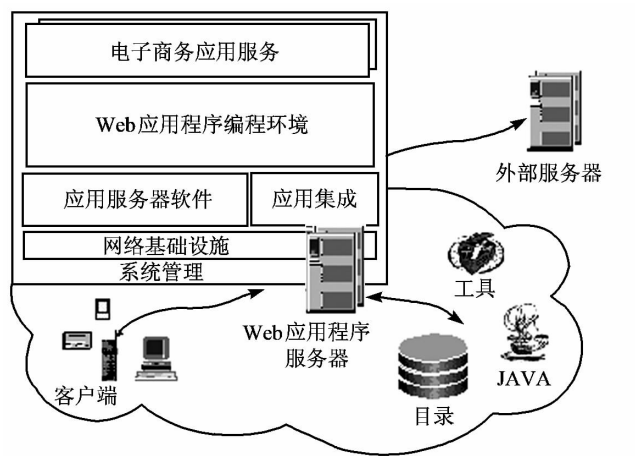 电子商务应用服务
Web应用程序编程环境
应用服务器软件
应用集成
网络基础设施
系统管理
外部服务器
工具
Web应用程序
服务器
JAVA
客户端
目录